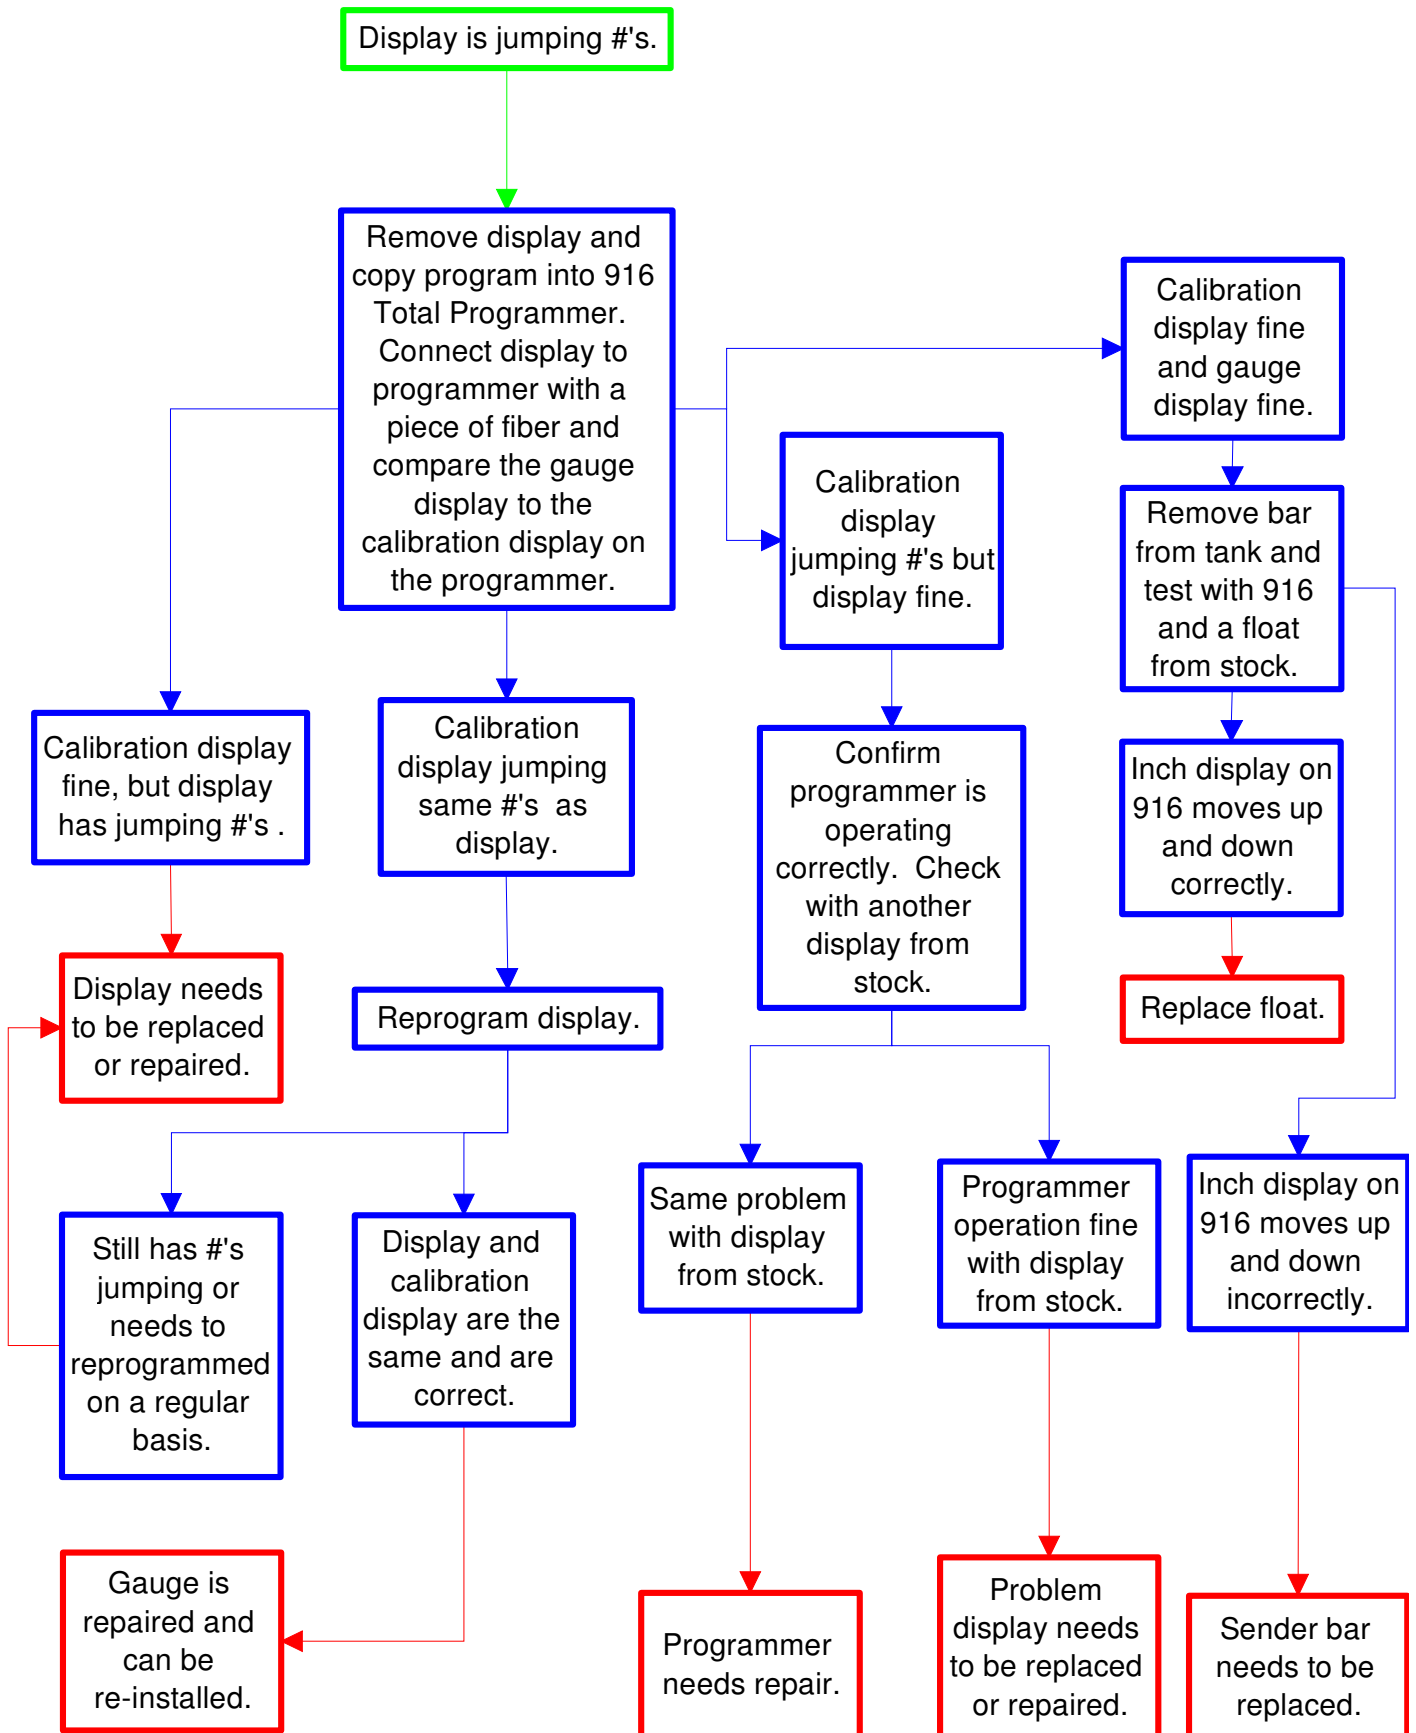 Display is jumping #'s.
Remove display and
copy program into 916
Total Programmer.
Connect display to
programmer with a
piece of fiber and
compare the gauge
display to the
calibration display on
the programmer.
Calibration
display fine
and gauge
display fine.
Calibration
display
jumping #'s but
display fine.
Remove bar
from tank and
test with 916
and a float
from stock.
Calibration display
fine, but display
has jumping #'s .
Calibration
display jumping
same #'s  as
display.
Confirm
programmer is
operating
correctly.  Check
with another
display from
stock.
Inch display on
916 moves up
and down
correctly.
Display needs
to be replaced
or repaired.
Reprogram display.
Replace float.
Still has #'s
jumping or
needs to
reprogrammed
on a regular
basis.
Display and
calibration
display are the
same and are
correct.
Same problem
with display
from stock.
Programmer
operation fine
with display
from stock.
Inch display on
916 moves up
and down
incorrectly.
Gauge is
repaired and
can be
re-installed.
Programmer
needs repair.
Problem
display needs
to be replaced
or repaired.
Sender bar
needs to be
replaced.